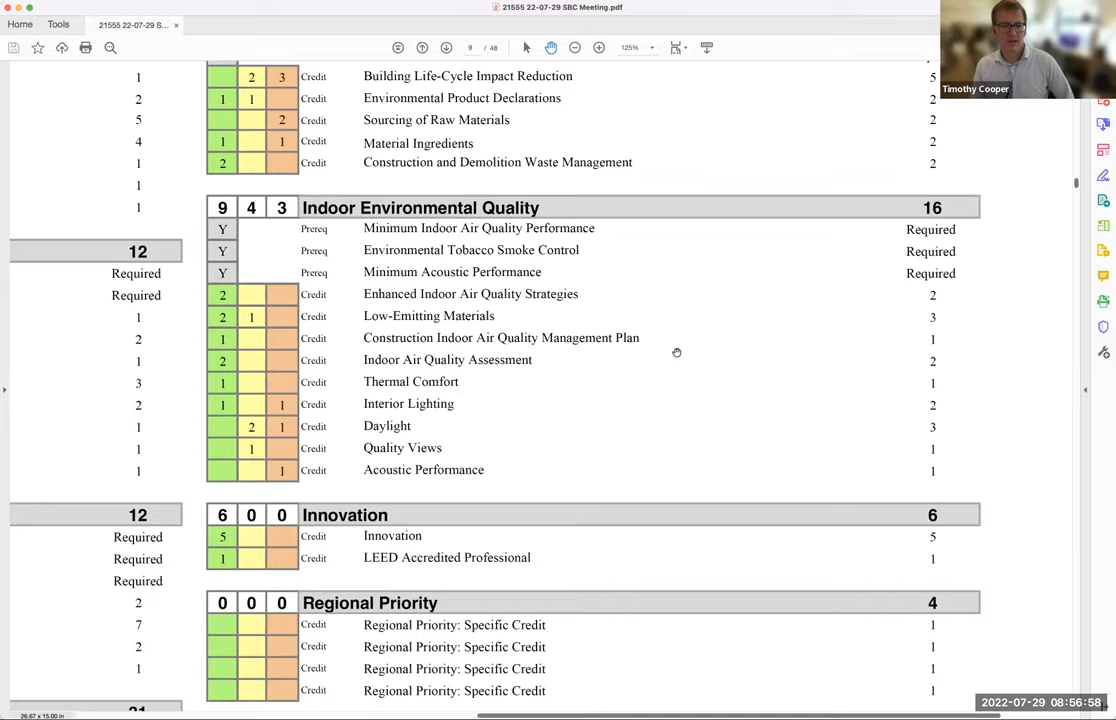 21555 22-07-29 SBC Meeting.pdf
Home Tools 21555 22-07-29 S... ×
9 / 48 125%
Timothy Cooper
1 2 3 Credit Building Life-Cycle Impact Reduction 5
2 1 1 Credit Environmental Product Declarations 2
5 2 Credit Sourcing of Raw Materials 2
4 1 1 Credit Material Ingredients 2
1 2 Credit Construction and Demolition Waste Management 2
1
1 9 4 3 Indoor Environmental Quality 16
Y Prereq Minimum Indoor Air Quality Performance Required
12 Y Prereq Environmental Tobacco Smoke Control Required
Required Y Prereq Minimum Acoustic Performance Required
Required 2 Credit Enhanced Indoor Air Quality Strategies 2
1 2 1 Credit Low-Emitting Materials 3
2 1 Credit Construction Indoor Air Quality Management Plan 1
1 2 Credit Indoor Air Quality Assessment 2
3 1 Credit Thermal Comfort 1
2 1 1 Credit Interior Lighting 2
1 2 1 Credit Daylight 3
1 1 Credit Quality Views 1
1 1 Credit Acoustic Performance 1
12 6 0 0 Innovation 6
Required 5 Credit Innovation 5
Required 1 Credit LEED Accredited Professional 1
Required
2 0 0 0 Regional Priority 4
7 Credit Regional Priority: Specific Credit 1
2 Credit Regional Priority: Specific Credit 1
1 Credit Regional Priority: Specific Credit 1
Credit Regional Priority: Specific Credit 1
2022-07-29 08:56:58
26.67 x 15.00 in